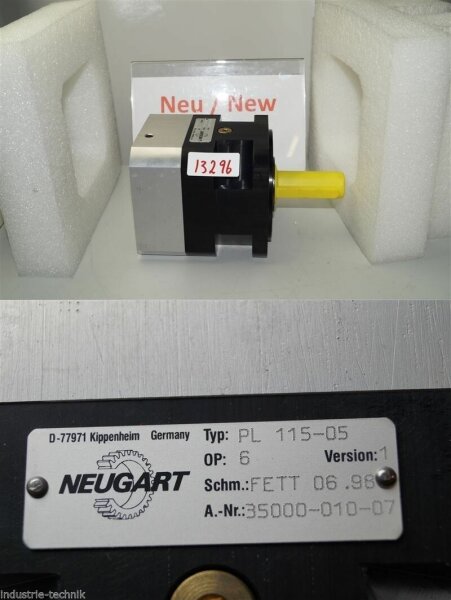 Neu / New
NEUGART
13296
D-77971 Kippenheim Germany
NEUGART
Typ: PL 115-05
OP: 6 Version: 1
Schm.: FETT 06.98
A.-Nr.: 35000-010-07
industrie-technik